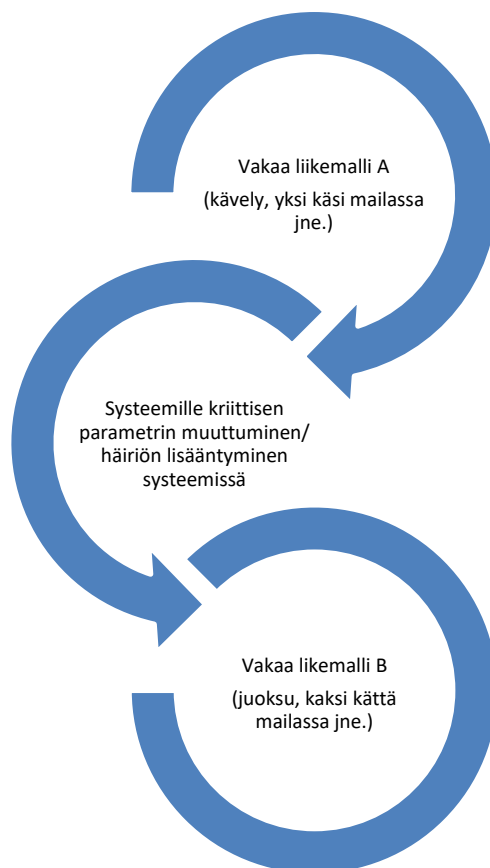 Vakaa liikemalli A
(kävely, yksi käsi mailassa
jne.)
Systeemille kriittisen
parametrin muuttuminen/
häiriön lisääntyminen
systeemissä
Vakaa likemalli B
(juoksu, kaksi kättä
mailassa jne.)